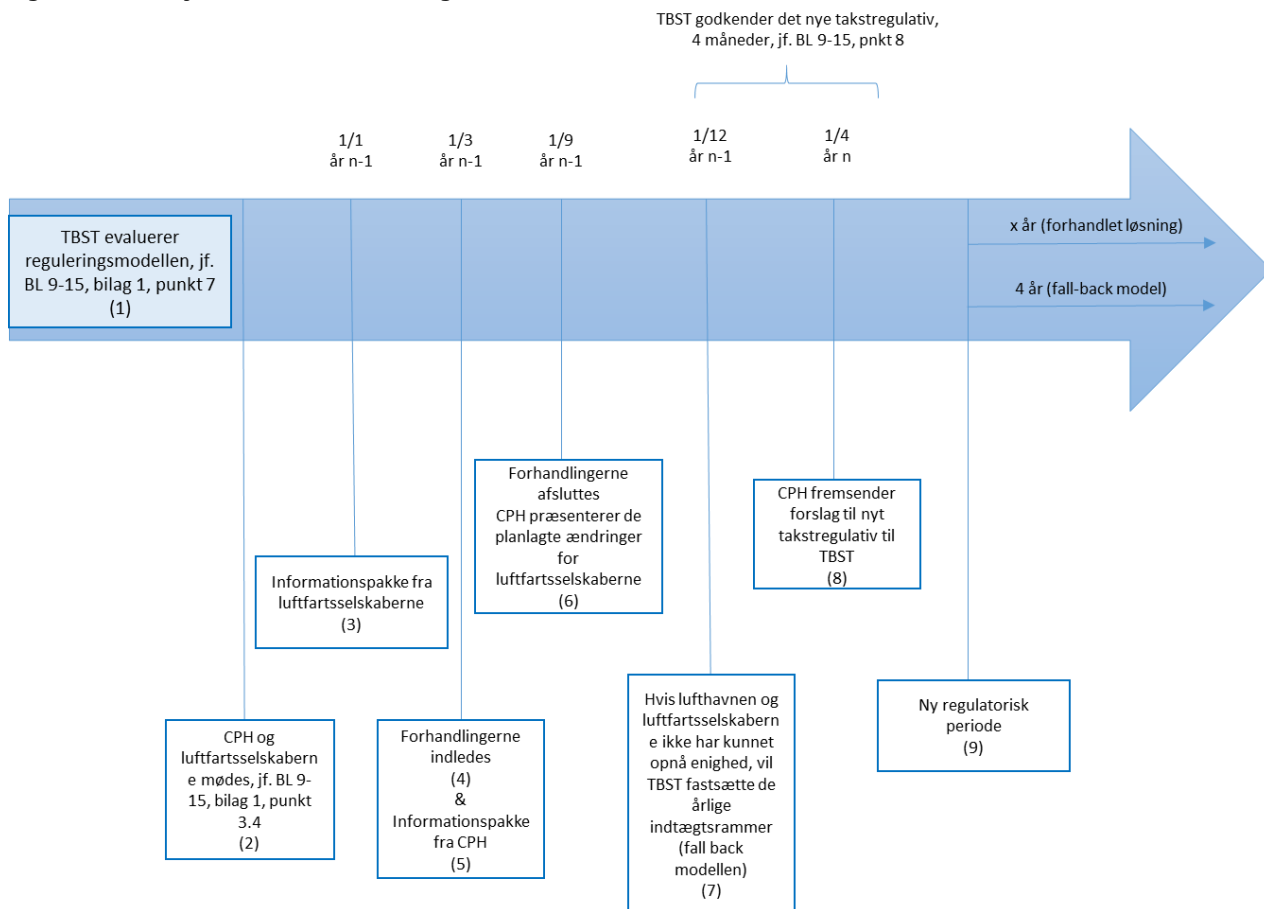 TBST godkender det nye takstregulativ,
4 måneder, jf. BL 9-15, pnkt 8
1/1
år n-1
1/3
år n-1
1/9
år n-1
1/12
år n-1
1/4
år n
TBST evaluerer
reguleringsmodellen, jf.
BL 9-15, bilag 1, punkt 7
(1)
x år (forhandlet løsning)
4 år (fall-back model)
CPH og
luftfartsselskabern
e mødes, jf. BL 9-
15, bilag 1, punkt
3.4
(2)
Informationspakke fra
luftfartsselskaberne
(3)
Forhandlingerne
indledes
(4)
&
Informationspakke
fra CPH
(5)
Forhandlingerne
afsluttes
CPH præsenterer de
planlagte ændringer
for
luftfartsselskaberne
(6)
Hvis lufthavnen og
luftfartsselskabern
e ikke har kunnet
opnå enighed, vil
TBST fastsætte de
årlige
indtægtsrammer
(fall back
modellen)
(7)
CPH fremsender
forslag til nyt
takstregulativ til
TBST
(8)
Ny regulatorisk
periode
(9)